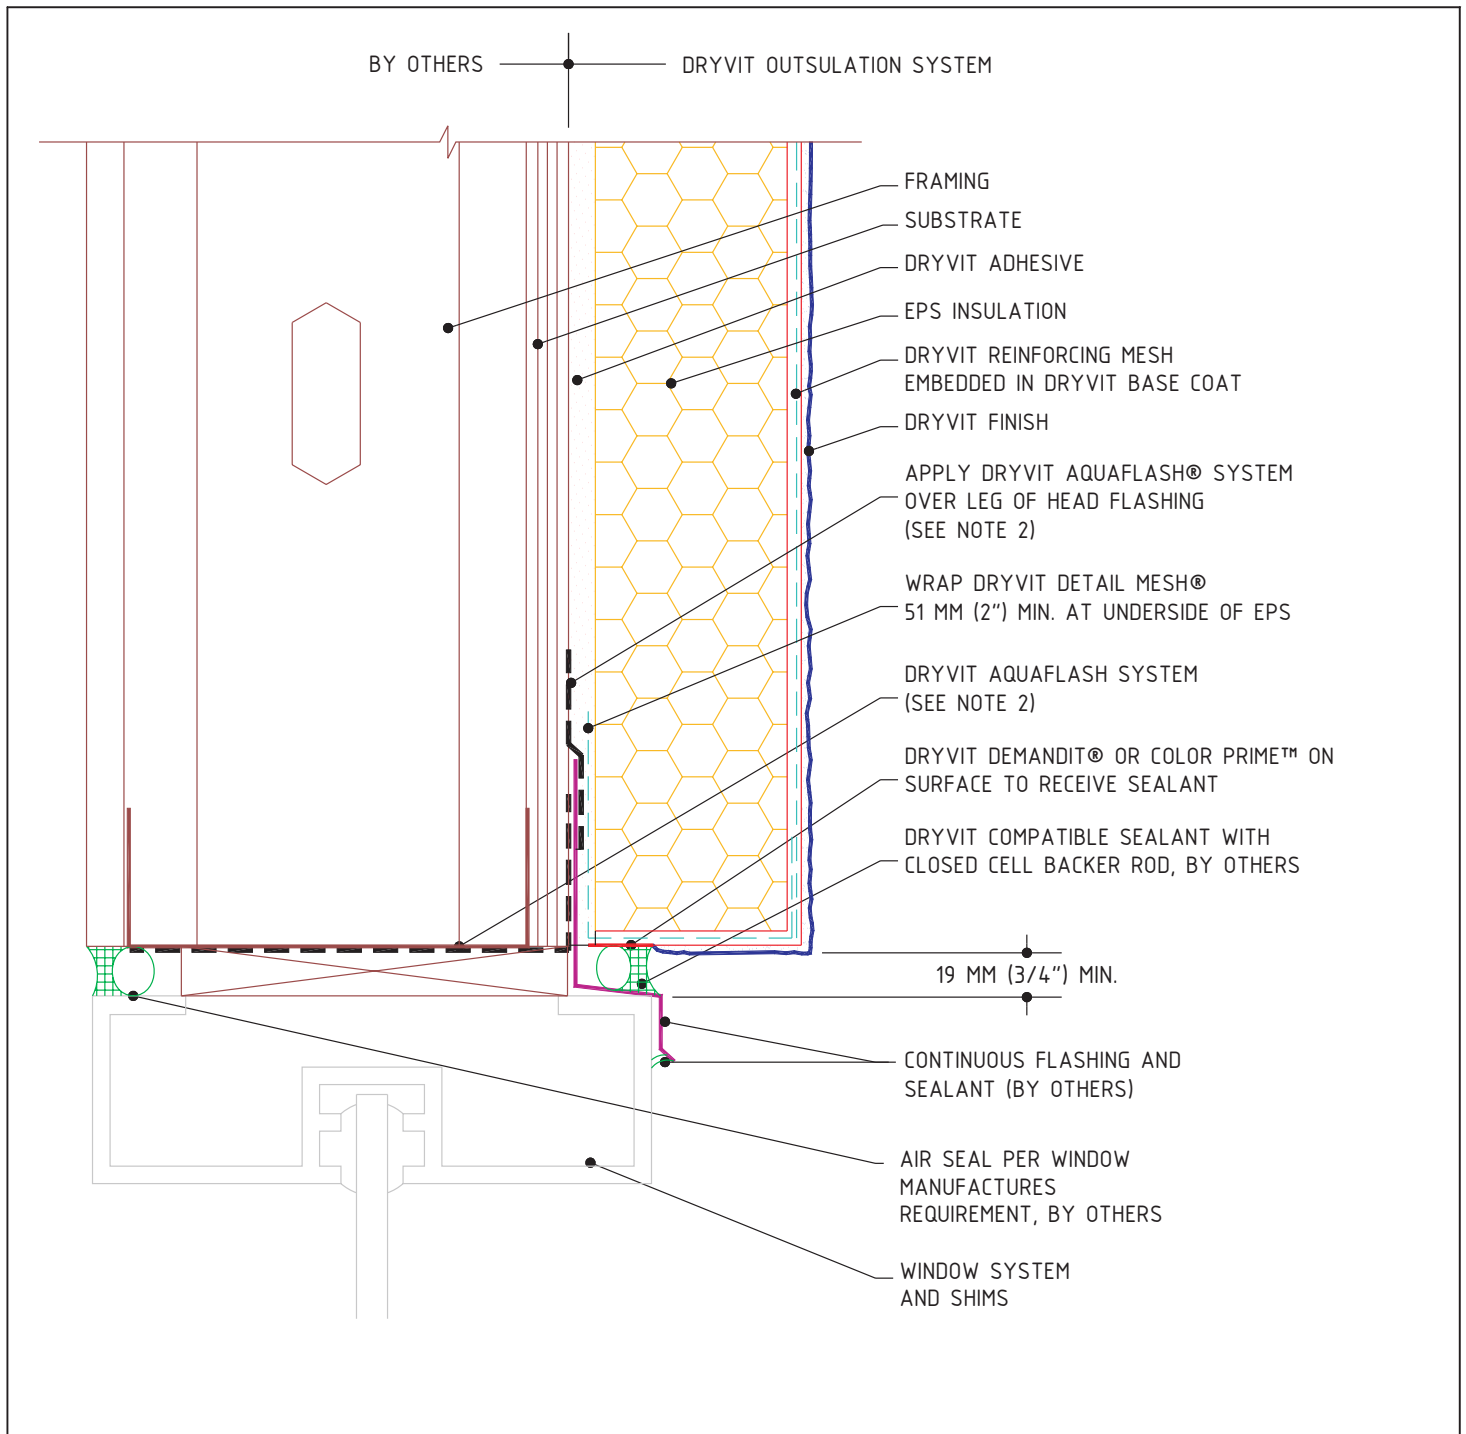 BY OTHERS
DRYVIT OUTSULATION SYSTEM
FRAMING
SUBSTRATE
DRYVIT ADHESIVE
EPS INSULATION
DRYVIT REINFORCING MESH
EMBEDDED IN DRYVIT BASE COAT
DRYVIT FINISH
APPLY DRYVIT AQUAFLASH® SYSTEM
OVER LEG OF HEAD FLASHING
(SEE NOTE 2)
WRAP DRYVIT DETAIL MESH®
51 MM (2") MIN. AT UNDERSIDE OF EPS
DRYVIT AQUAFLASH SYSTEM
(SEE NOTE 2)
DRYVIT DEMANDIT® OR COLOR PRIME™ ON
SURFACE TO RECEIVE SEALANT
DRYVIT COMPATIBLE SEALANT WITH
CLOSED CELL BACKER ROD, BY OTHERS
19 MM (3/4") MIN.
CONTINUOUS FLASHING AND
SEALANT (BY OTHERS)
AIR SEAL PER WINDOW
MANUFACTURES
REQUIREMENT, BY OTHERS
WINDOW SYSTEM
AND SHIMS